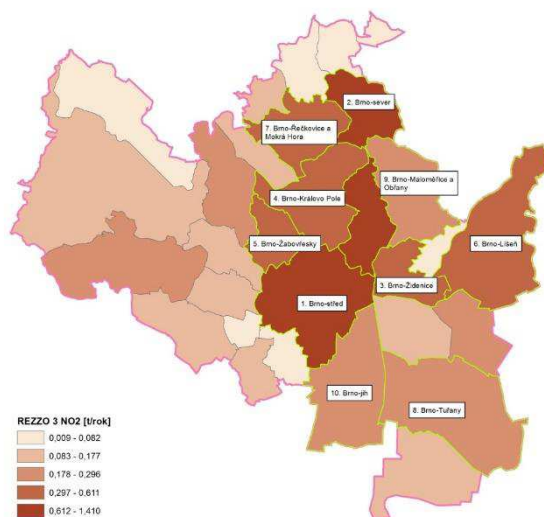 2. Brno-sever
7. Brno-Řečkovice a
Mokrá Hora
9. Brno-Maloměřice a
Obřany
4. Brno-Královo Pole
5. Brno-Žabovřesky
6. Brno-Líšeň
3. Brno-Židenice
1. Brno-střed
10. Brno-jih
8. Brno-Tuřany
REZZO 3 NO2 [t/rok]
0,009 - 0,082
0,083 - 0,177
0,178 - 0,296
0,297 - 0,611
0,612 - 1,410